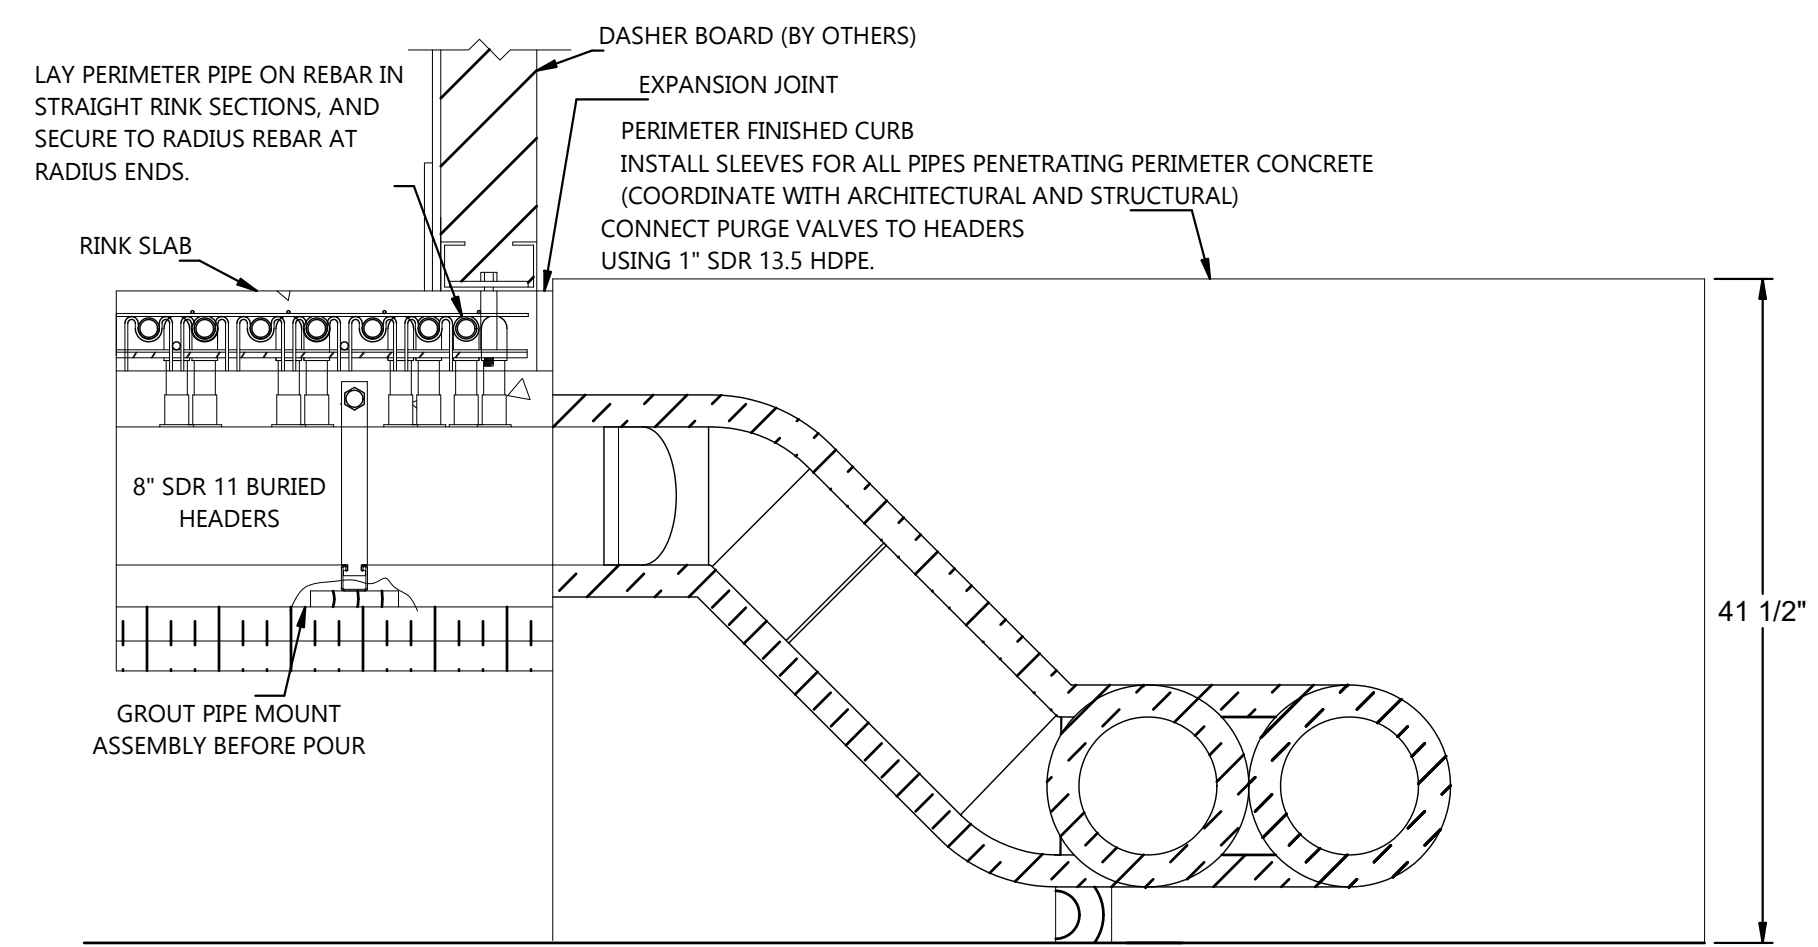 DASHER BOARD (BY OTHERS)
LAY PERIMETER PIPE ON REBAR IN
STRAIGHT RINK SECTIONS, AND
SECURE TO RADIUS REBAR AT
RADIUS ENDS.
EXPANSION JOINT
PERIMETER FINISHED CURB
INSTALL SLEEVES FOR ALL PIPES PENETRATING PERIMETER CONCRETE
(COORDINATE WITH ARCHITECTURAL AND STRUCTURAL)
CONNECT PURGE VALVES TO HEADERS
USING 1" SDR 13.5 HDPE.
RINK SLAB
8" SDR 11 BURIED
HEADERS
41 1/2"
GROUT PIPE MOUNT
ASSEMBLY BEFORE POUR